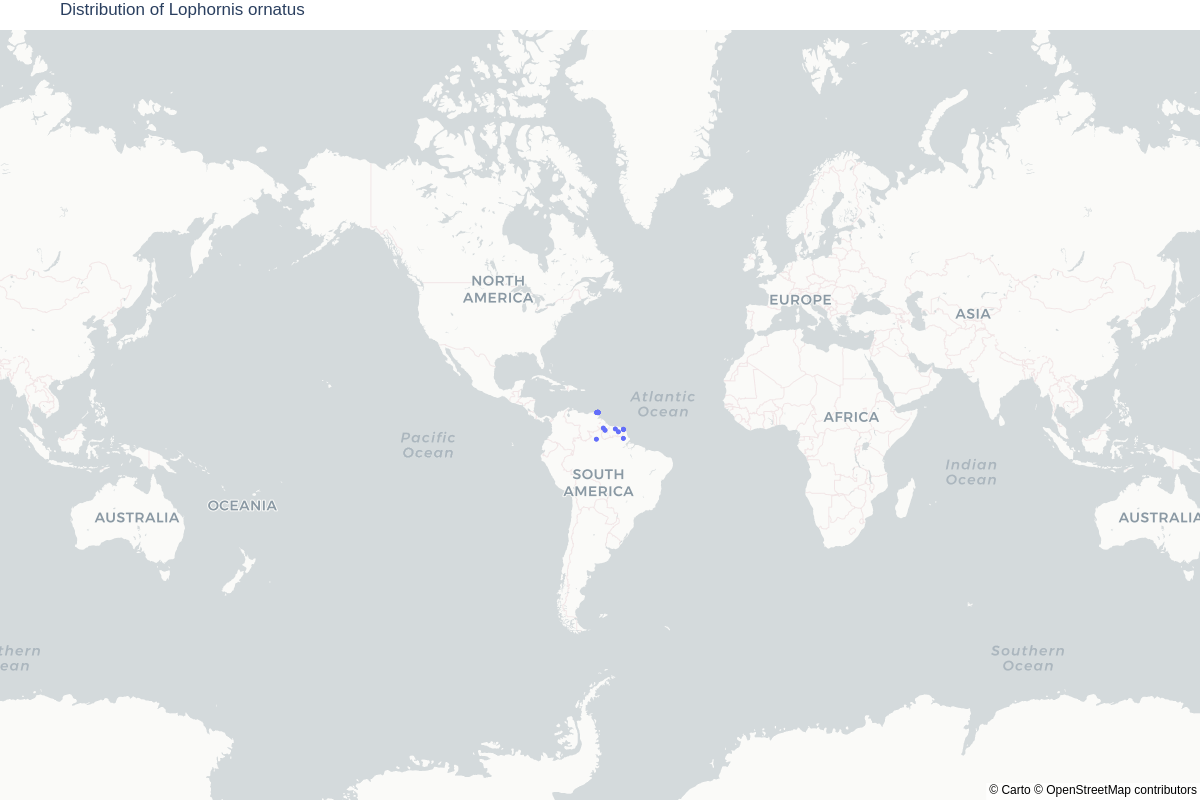 Distribution of Lophornis ornatus
NORTH
AMERICA
EUROPE
ASIA
Atlantic
Ocean
AFRICA
Pacific
Ocean
SOUTH
AMERICA
Indian
Ocean
OCEANIA
AUSTRALIA
AUSTRALIA
thern
ean
Southern
Ocean
© Carto © OpenStreetMap contributors